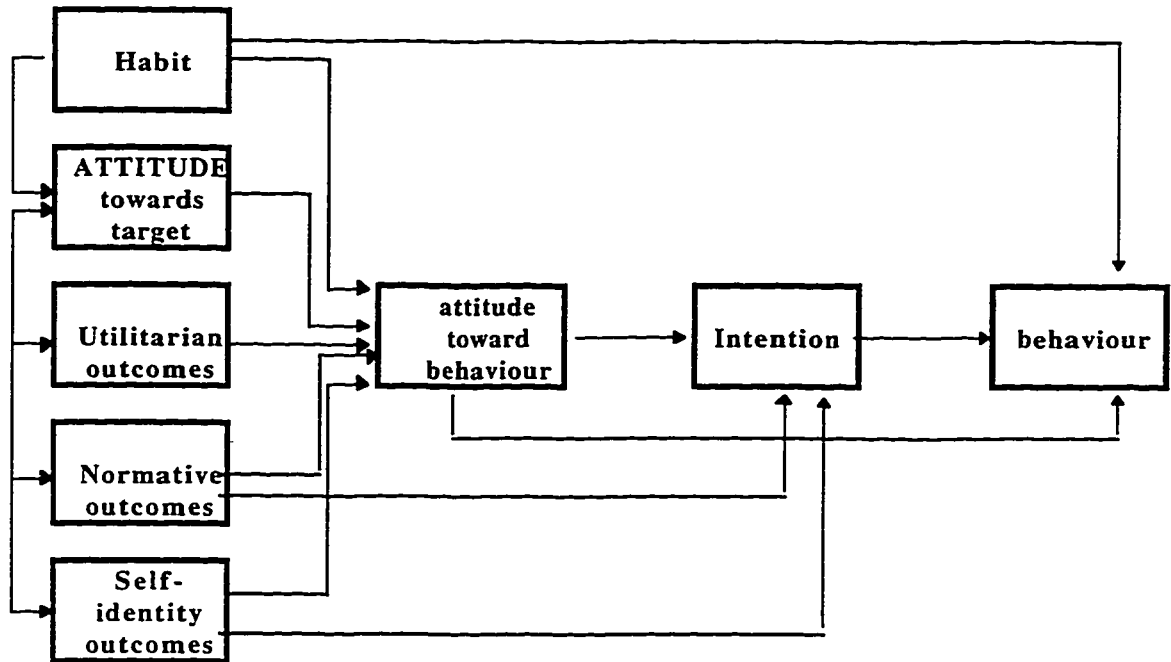 Habit
ATTITUDE
towards
target
Utilitarian
outcomes
Normative
outcomes
Self-
identity
outcomes
attitude
toward
behaviour
Intention
behaviour